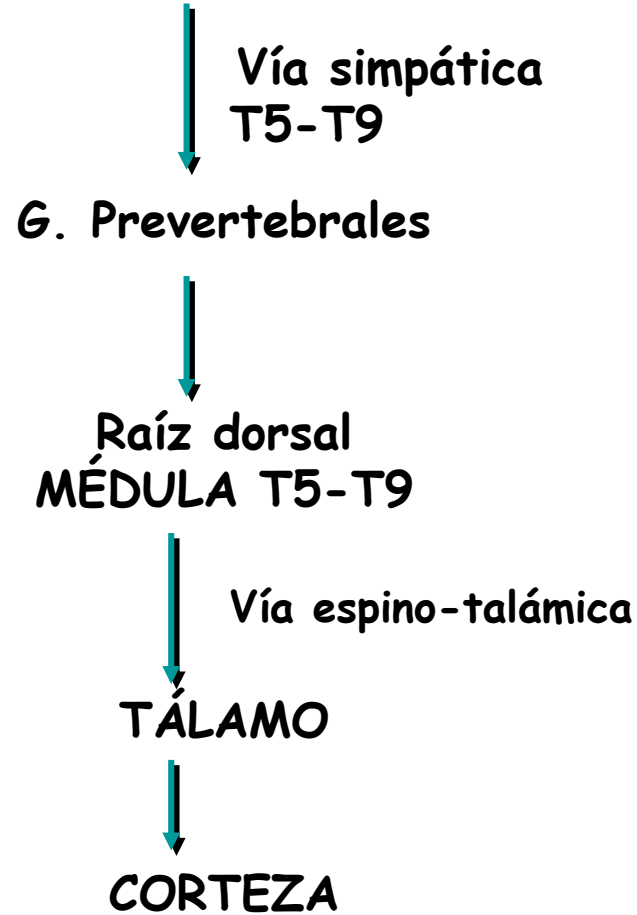 Vía simpática
T5-T9
G. Prevertebrales
Raíz dorsal
MÉDULA T5-T9
Vía espino-talámica
TÁLAMO
CORTEZA